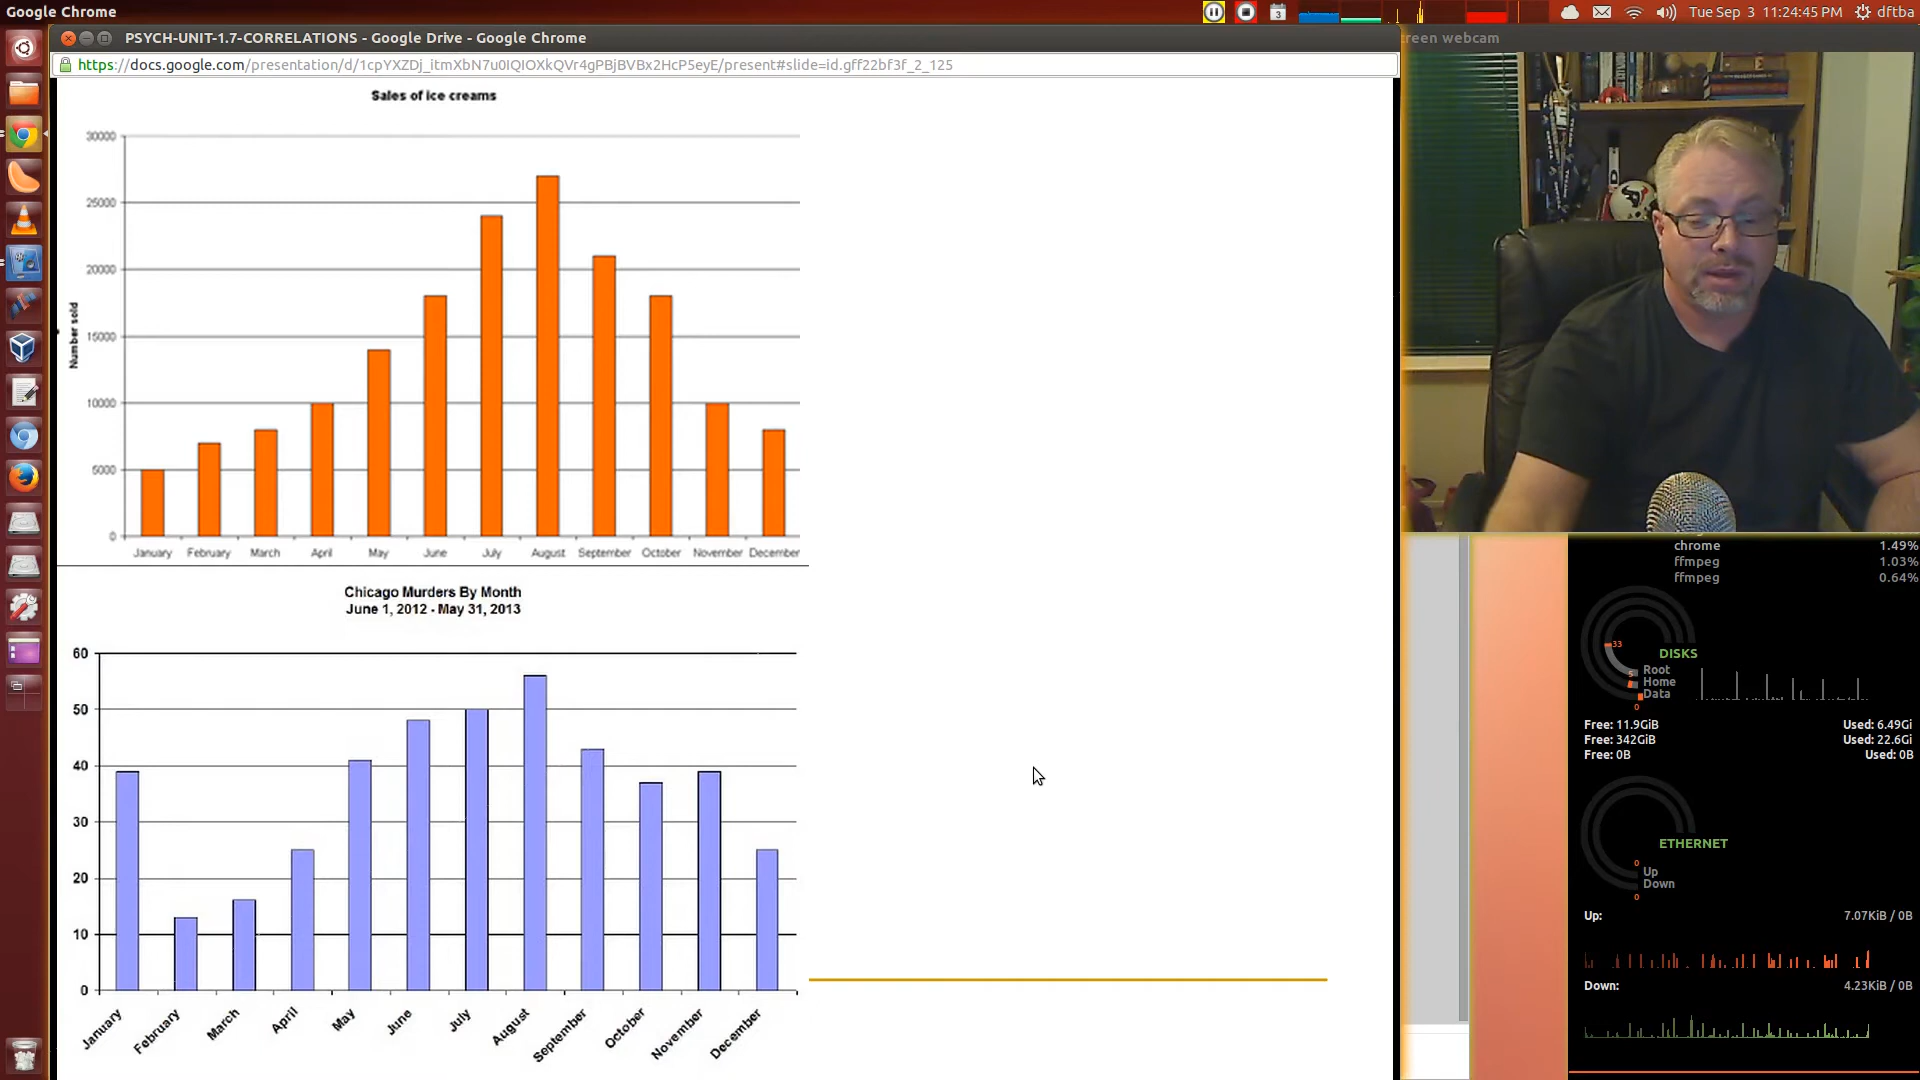 Google Chrome
3
Tue Sep 3 11:24:45 PM
dftba
PSYCH-UNIT-1.7-CORRELATIONS - Google Drive - Google Chrome
reen webcam
https://docs.google.com/presentation/d/1cpYXZDj_itmXbN7u0IQIOXkQVr4gPBjBVBx2HcP5eyE/present#slide=id.gff22bf3f_2_125
Sales of ice creams
30000
25000
20000
15000
10000
5000
0
Number sold
January February March April May June July August September October November December
Chicago Murders By Month
June 1, 2012 - May 31, 2013
60
50
40
30
20
10
0
January February March April May June July August September October November December
chrome 1.49%
ffmpeg 1.03%
ffmpeg 0.64%
33
DISKS
5
Root
Home
Data
0
Free: 11.9GiB Used: 6.49Gi
Free: 342GiB Used: 22.6Gi
Free: 0B Used: 0B
ETHERNET
0
Up
Down
0
Up: 7.07KiB / 0B
Down: 4.23KiB / 0B